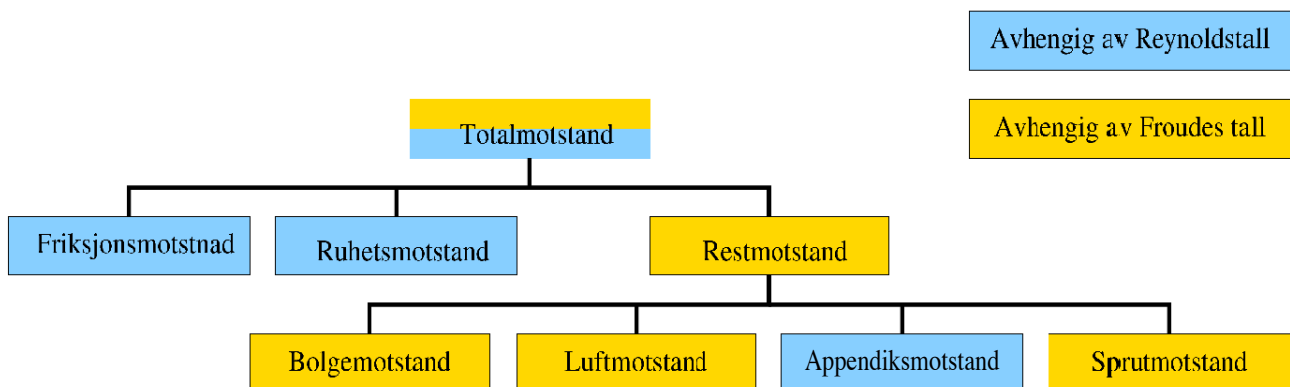 Avhengig av Reynoldstall
Avhengig av Froudes tall
Totalmotstand
Friksjonsmotstnad
Ruhetsmotstand
Restmotstand
Bolgemotstand
Luftmotstand
Appendiksmotstand
Sprutmotstand